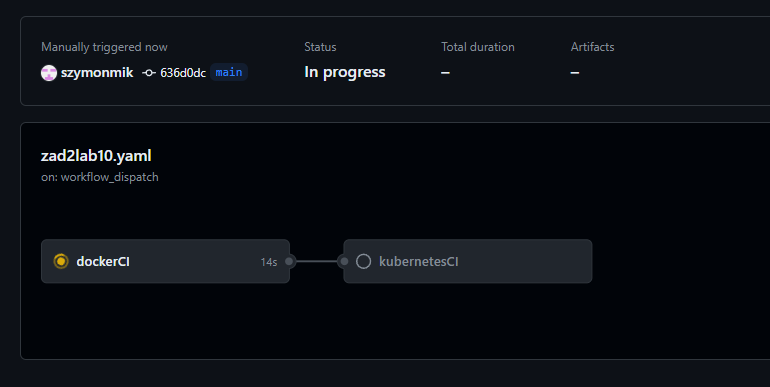 Manually triggered now
Status
Total duration
Artifacts
szymonmik 636d0dc main
In progress
–
–
zad2lab10.yaml
on: workflow_dispatch
dockerCI 14s
kubernetesCI